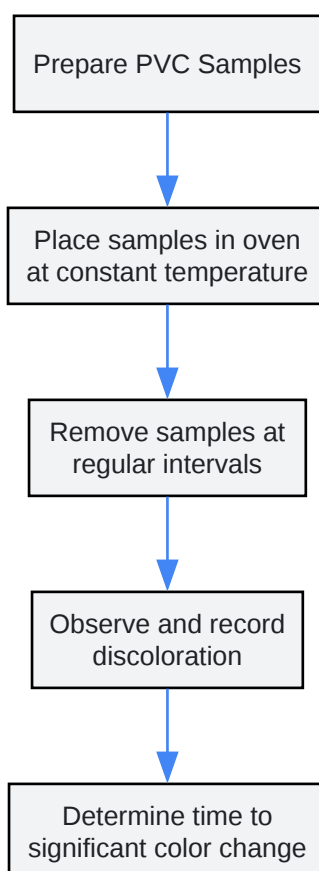 Prepare PVC Samples
Place samples in oven
at constant temperature
Remove samples at
regular intervals
Observe and record
discoloration
Determine time to
significant color change